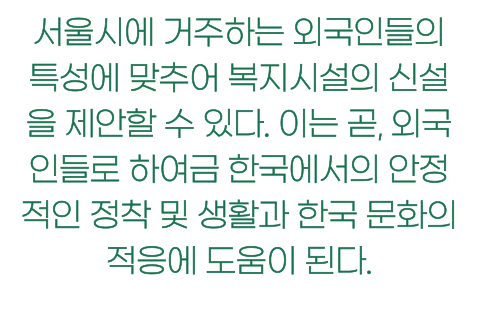 서울시에 거주하는 외국인들의
특성에 맞추어 복지시설의 신설
을 제안할 수 있다. 이는 곧, 외국
인들로 하여금 한국에서의 안정
적인 정착 및 생활과 한국 문화의
적응에 도움이 된다.